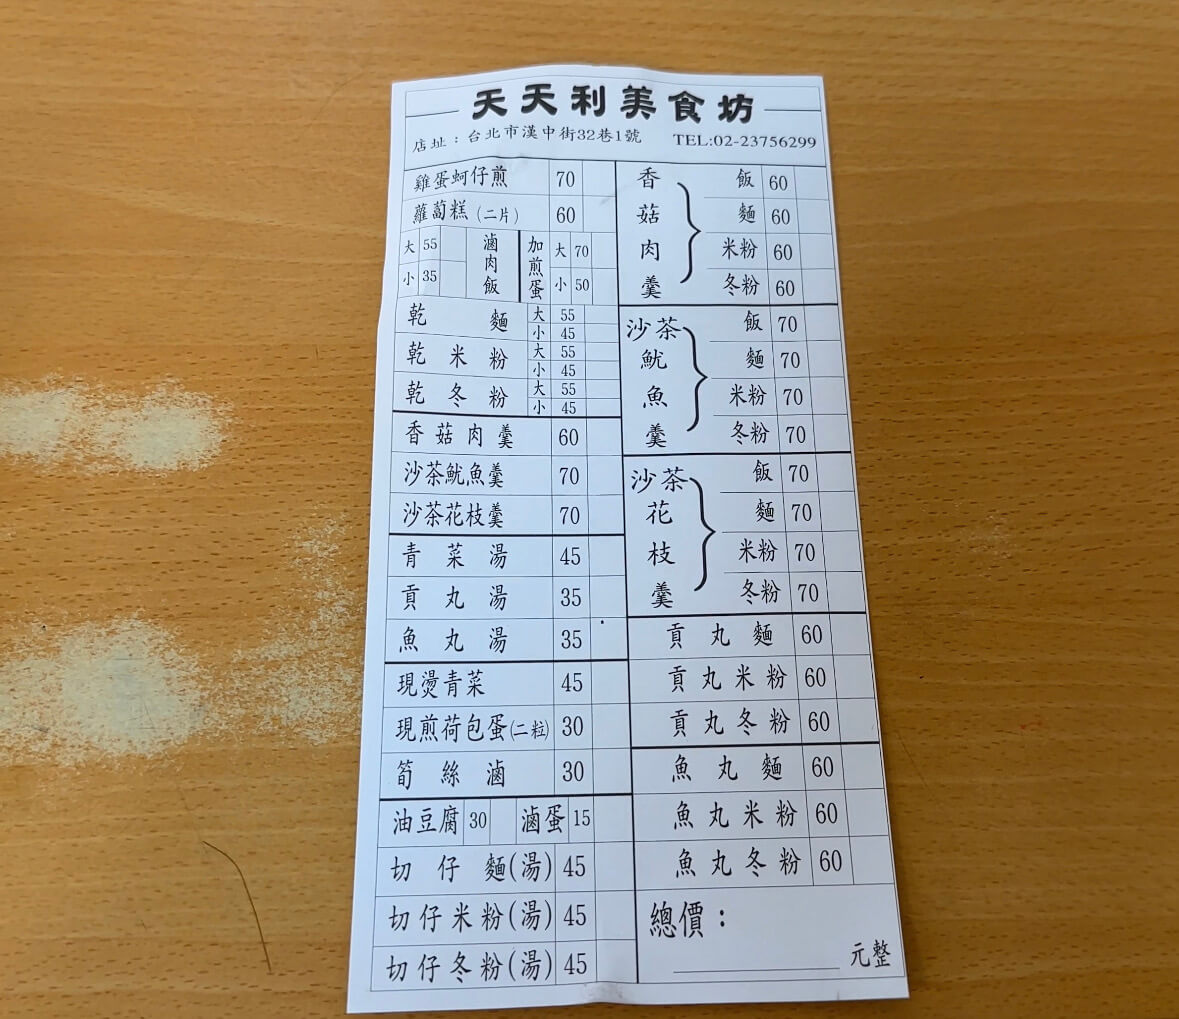 天天利美食坊
店址：台北市漢中街32巷1號 TEL:02-23756299
雞蛋蚵仔煎 70
蘿蔔糕(二片) 60
滷肉飯 大 55 小 35
加煎蛋 大 70 小 50
乾麵 大 55 小 45
乾米粉 大 55 小 45
乾冬粉 大 55 小 45
香菇肉羹 60
沙茶魷魚羹 70
沙茶花枝羹 70
青菜湯 45
貢丸湯 35
魚丸湯 35
現燙青菜 45
現煎荷包蛋(二粒) 30
筍絲滷 30
油豆腐 30 滷蛋 15
切仔麵(湯) 45
切仔米粉(湯) 45
切仔冬粉(湯) 45
香菇肉羹
飯 60
麵 60
米粉 60
冬粉 60
沙茶魷魚羹
飯 70
麵 70
米粉 70
冬粉 70
沙茶花枝羹
飯 70
麵 70
米粉 70
冬粉 70
貢丸麵 60
貢丸米粉 60
貢丸冬粉 60
魚丸麵 60
魚丸米粉 60
魚丸冬粉 60
總價：
元整